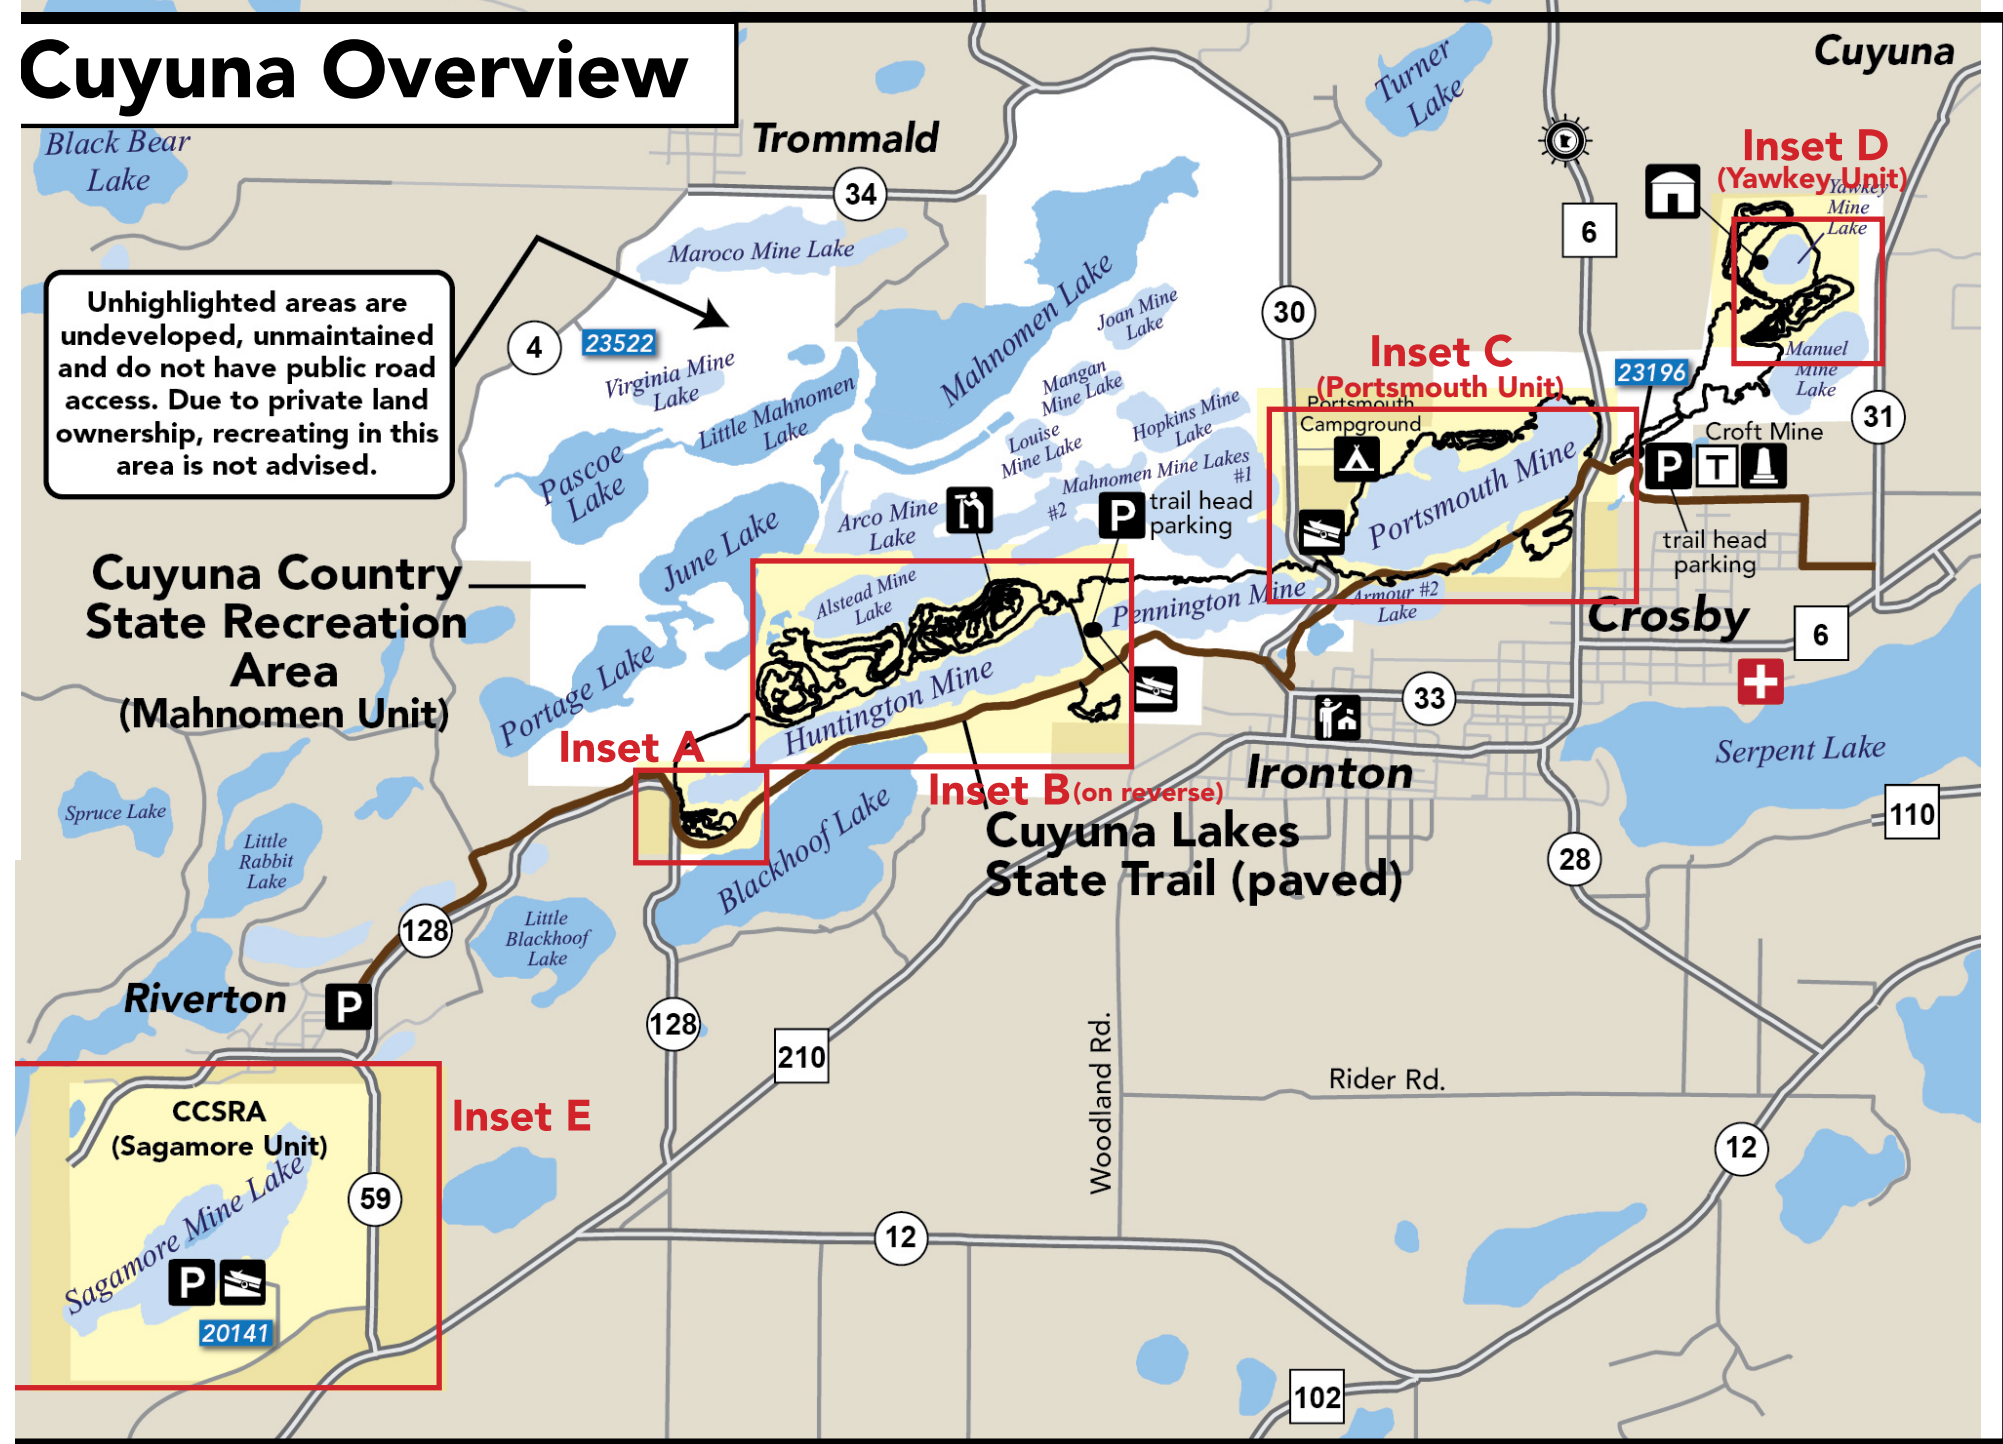 Cuyuna Overview
Cuyuna
Turner
Lake
Black Bear
Lake
Trommald
34
Inset D
(Yawkey Unit)
Yawkey
Mine
Lake
6
Maroco Mine Lake
Unhighlighted areas are
undeveloped, unmaintained
and do not have public road
access. Due to private land
ownership, recreating in this
area is not advised.
4
23522
Mahnomen Lake
Joan Mine
Lake
30
Inset C
(Portsmouth Unit)
Portsmouth
Campground
23196
Manuel
Mine
Lake
31
Virginia Mine
Lake
Little Mahnomen
Lake
Mangan
Mine Lake
Hopkins Mine
Lake
Louise
Mine Lake
Mahnomen Mine Lakes
#1
#2
Croft Mine
P
T
trail head
parking
Pascoe
Lake
June Lake
Arco Mine
Lake
P
trail head
parking
Portsmouth Mine
Cuyuna Country
State Recreation
Area
(Mahnomen Unit)
Alstead Mine
Lake
Pennington Mine
Armour #2
Lake
Crosby
6
Portage Lake
Huntington Mine
33
Serpent Lake
Inset A
Inset B (on reverse)
Ironton
Cuyuna Lakes
State Trail (paved)
110
28
Spruce Lake
Little
Rabbit
Lake
Blackhoof Lake
128
Little
Blackhoof
Lake
Riverton
P
128
210
Woodland Rd.
Rider Rd.
12
CCSRA
(Sagamore Unit)
Inset E
Sagamore Mine Lake
59
P
20141
12
102